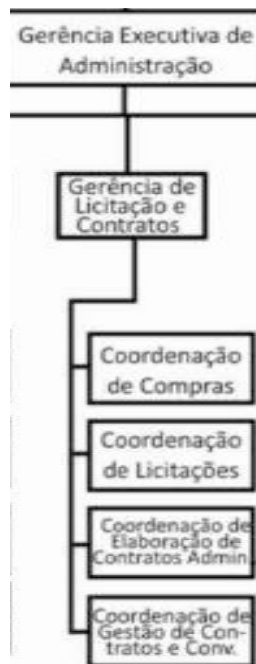 Gerência Executiva de
Administração
Gerência de
Licitação e
Contratos
Coordenação
de Compras
Coordenação
de Licitações
Coordenação de
Elaboração de
Contratos Admin.
Coordenação de
Gestão de Con-
tratos e Conv.